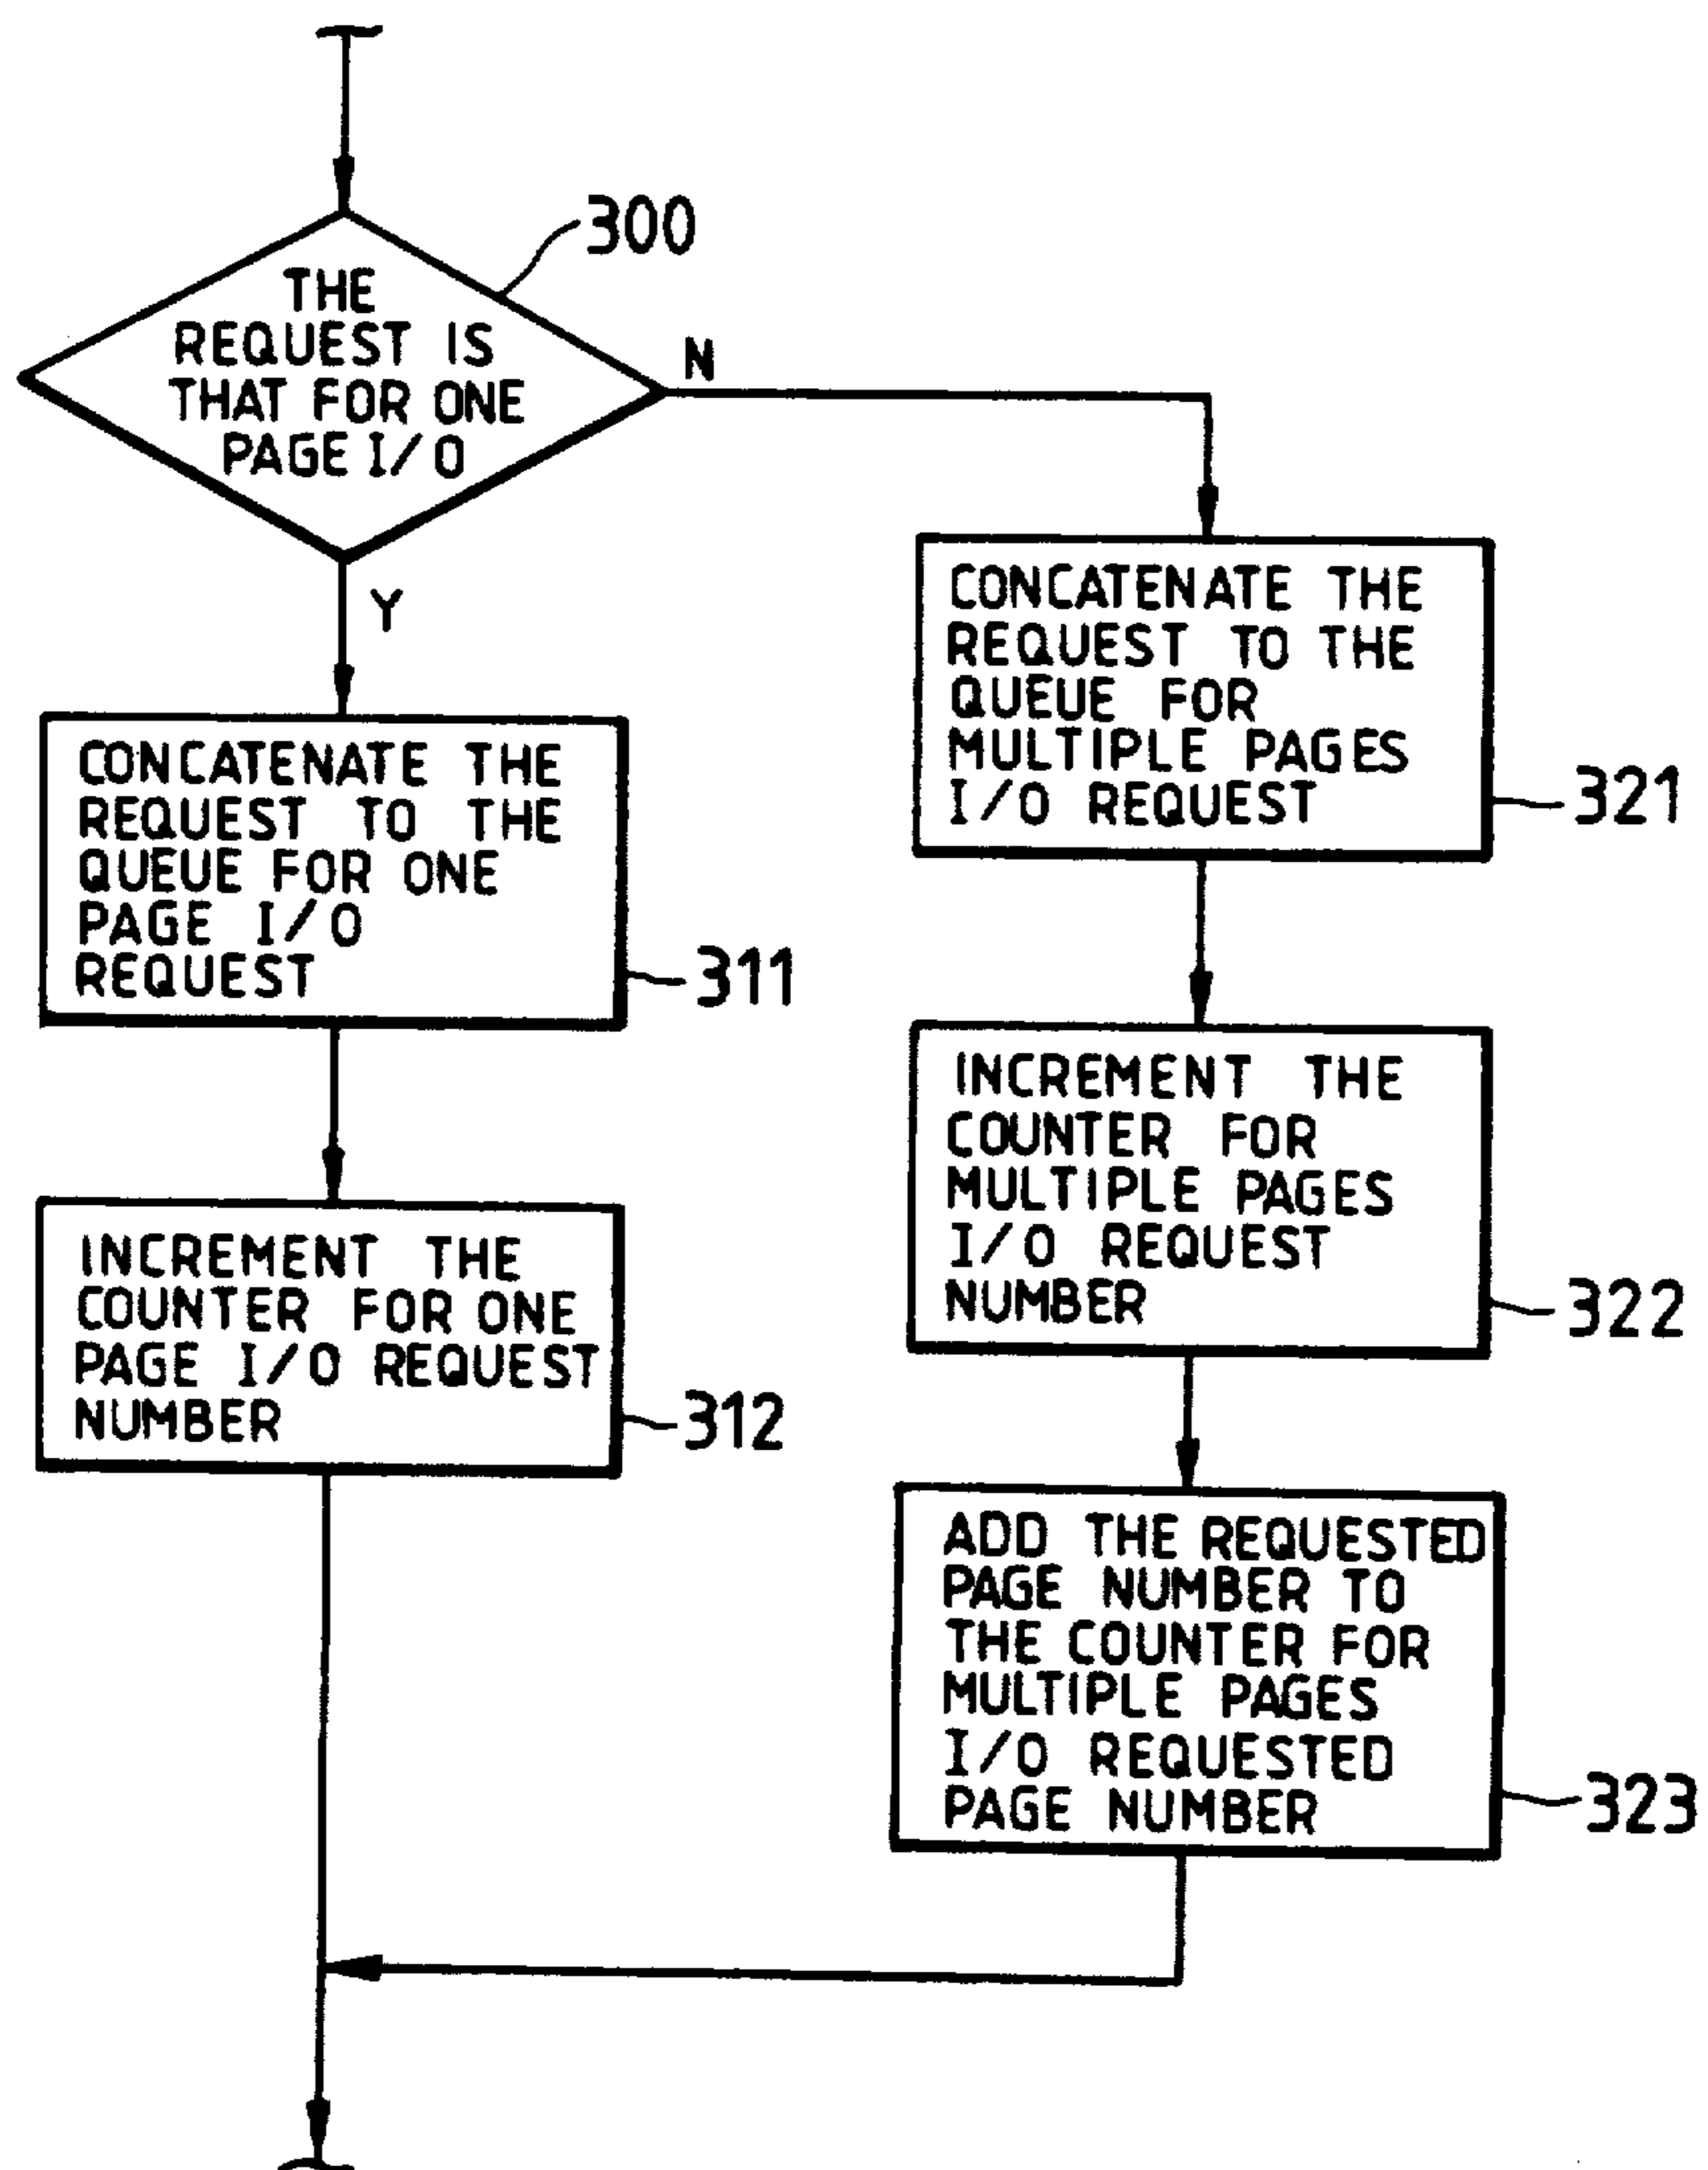 300
THE
REQUEST IS
THAT FOR ONE
PAGE I/O
N
Y
CONCATENATE THE
REQUEST TO THE
QUEUE FOR ONE
PAGE I/O
REQUEST
311
INCREMENT THE
COUNTER FOR ONE
PAGE I/O REQUEST
NUMBER
312
CONCATENATE THE
REQUEST TO THE
QUEUE FOR
MULTIPLE PAGES
I/O REQUEST
321
INCREMENT THE
COUNTER FOR
MULTIPLE PAGES
I/O REQUEST
NUMBER
322
ADD THE REQUESTED
PAGE NUMBER TO
THE COUNTER FOR
MULTIPLE PAGES
I/O REQUESTED
PAGE NUMBER
323